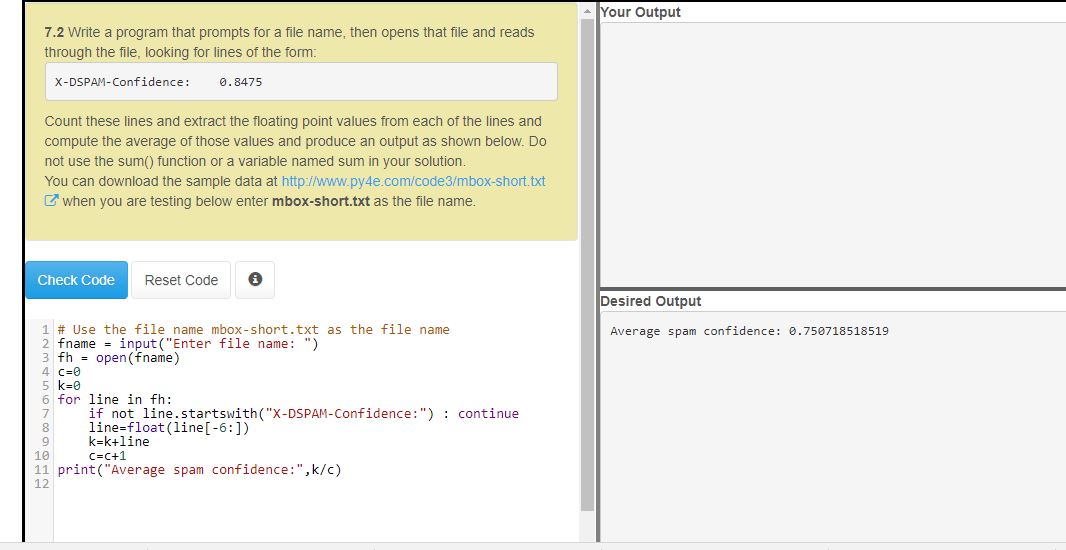 7.2 Write a program that prompts for a file name, then opens that file and reads
through the file, looking for lines of the form:
X-DSPAM-Confidence:    0.8475
Count these lines and extract the floating point values from each of the lines and
compute the average of those values and produce an output as shown below. Do
not use the sum() function or a variable named sum in your solution.
You can download the sample data at http://www.py4e.com/code3/mbox-short.txt
when you are testing below enter mbox-short.txt as the file name.
Check Code
Reset Code
1 # Use the file name mbox-short.txt as the file name
2 fname = input("Enter file name: ")
3 fh = open(fname)
4 c=0
5 k=0
6 for line in fh:
7     if not line.startswith("X-DSPAM-Confidence:") : continue
8     line=float(line[-6:])
9     k=k+line
10     c=c+1
11 print("Average spam confidence:",k/c)
12
Your Output
Desired Output
Average spam confidence: 0.750718518519